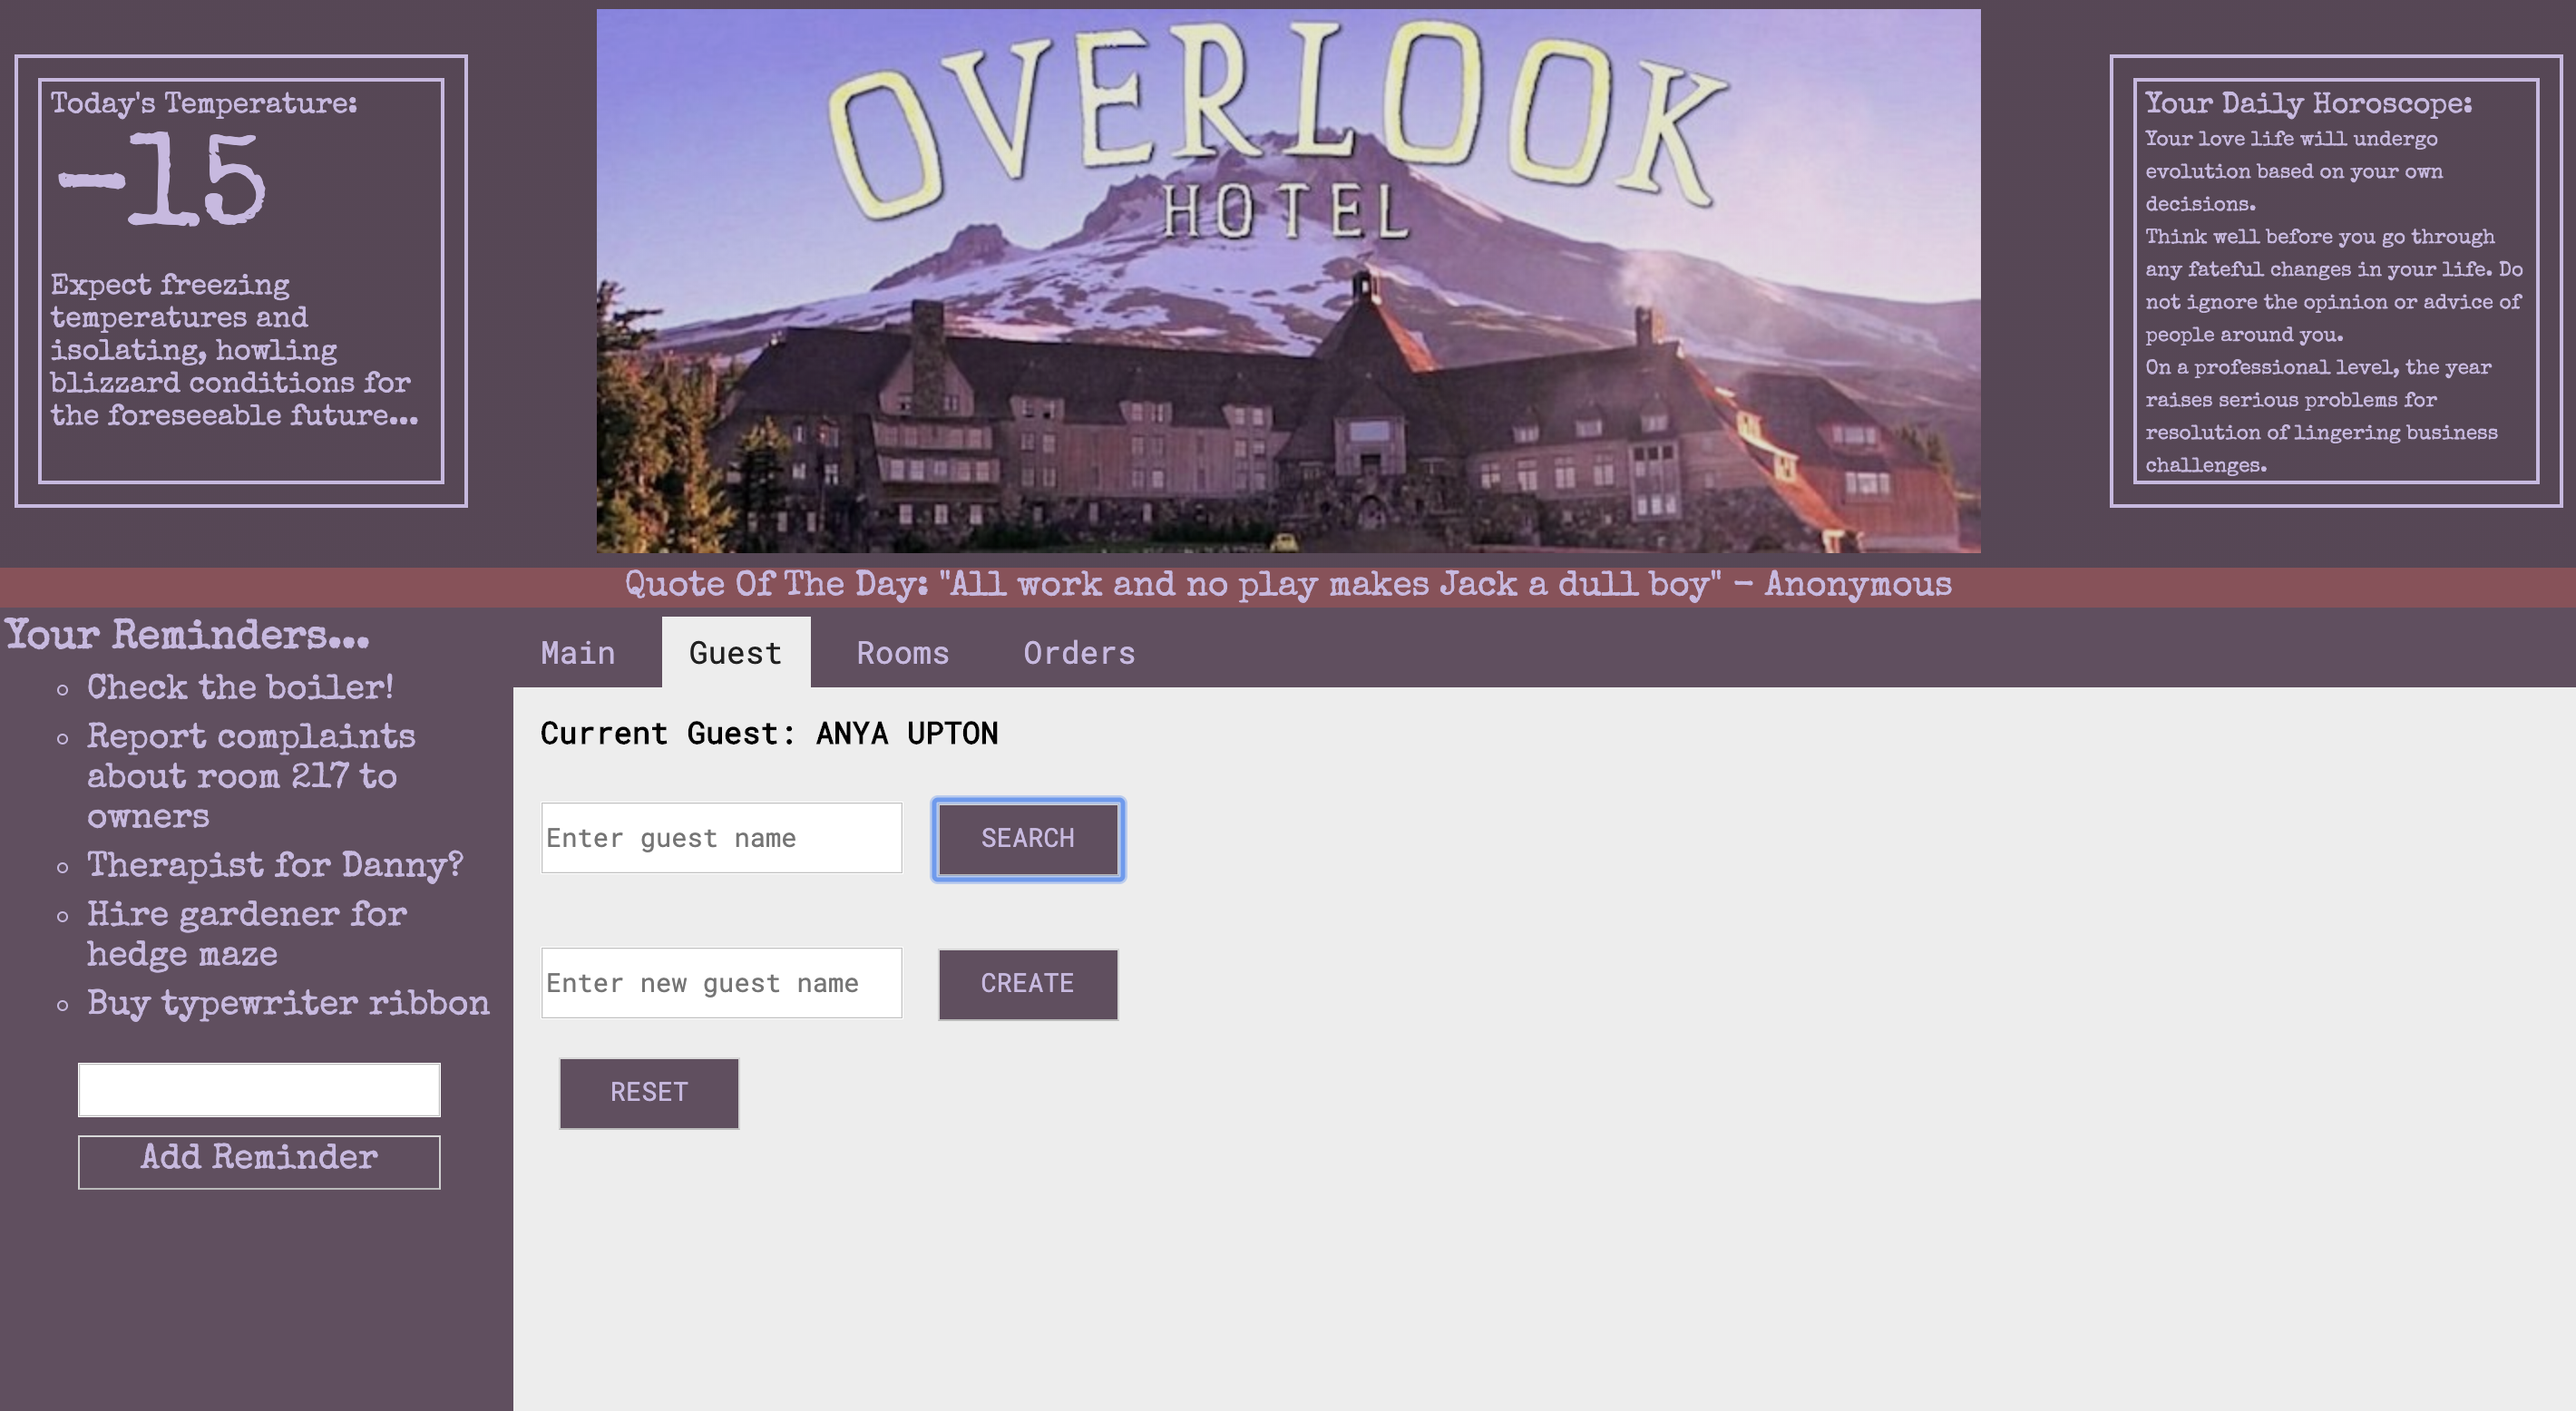 Today's Temperature:
-15
Expect freezing
temperatures and
isolating, howling
blizzard conditions for
the foreseeable future...
OVERLOOK
HOTEL
Your Daily Horoscope:
Your love life will undergo
evolution based on your own
decisions.
Think well before you go through
any fateful changes in your life. Do
not ignore the opinion or advice of
people around you.
On a professional level, the year
raises serious problems for
resolution of lingering business
challenges.
Quote Of The Day: "All work and no play makes Jack a dull boy" - Anonymous
Your Reminders...
Check the boiler!
Report complaints
about room 217 to
owners
Therapist for Danny?
Hire gardener for
hedge maze
Buy typewriter ribbon
Add Reminder
Main Guest Rooms Orders
Current Guest: ANYA UPTON
Enter guest name SEARCH
Enter new guest name CREATE
RESET